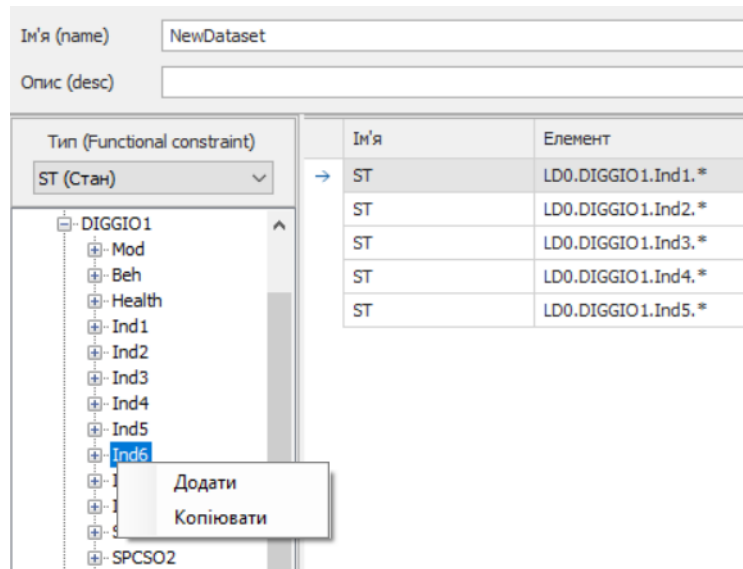 Ім'я (name) NewDataset
Опис (desc)
Тип (Functional constraint)
ST (Стан)
DIGGIO1
Mod
Beh
Health
Ind1
Ind2
Ind3
Ind4
Ind5
Ind6
SPCSO2
Додати
Копіювати
Ім'я Елемент
ST LD0.DIGGIO1.Ind1.*
ST LD0.DIGGIO1.Ind2.*
ST LD0.DIGGIO1.Ind3.*
ST LD0.DIGGIO1.Ind4.*
ST LD0.DIGGIO1.Ind5.*